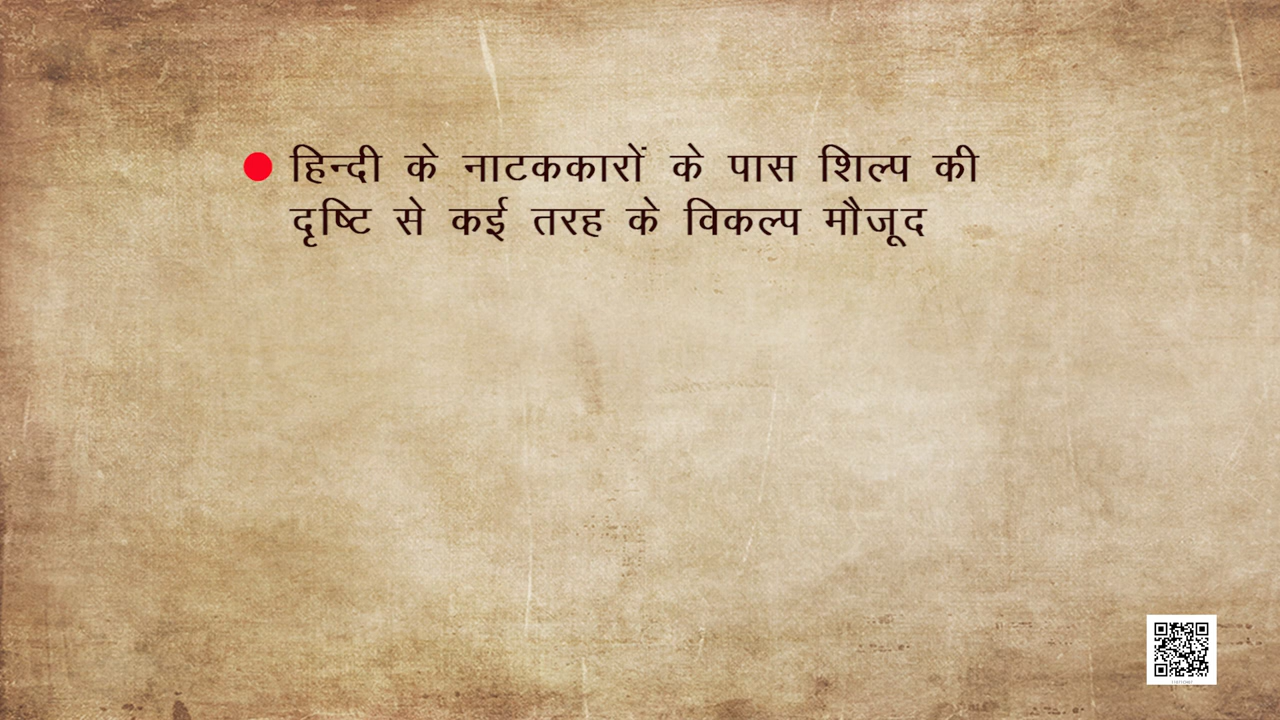 हिन्दी के नाटककारों के पास शिल्प की
दृष्टि से कई तरह के विकल्प मौजूद